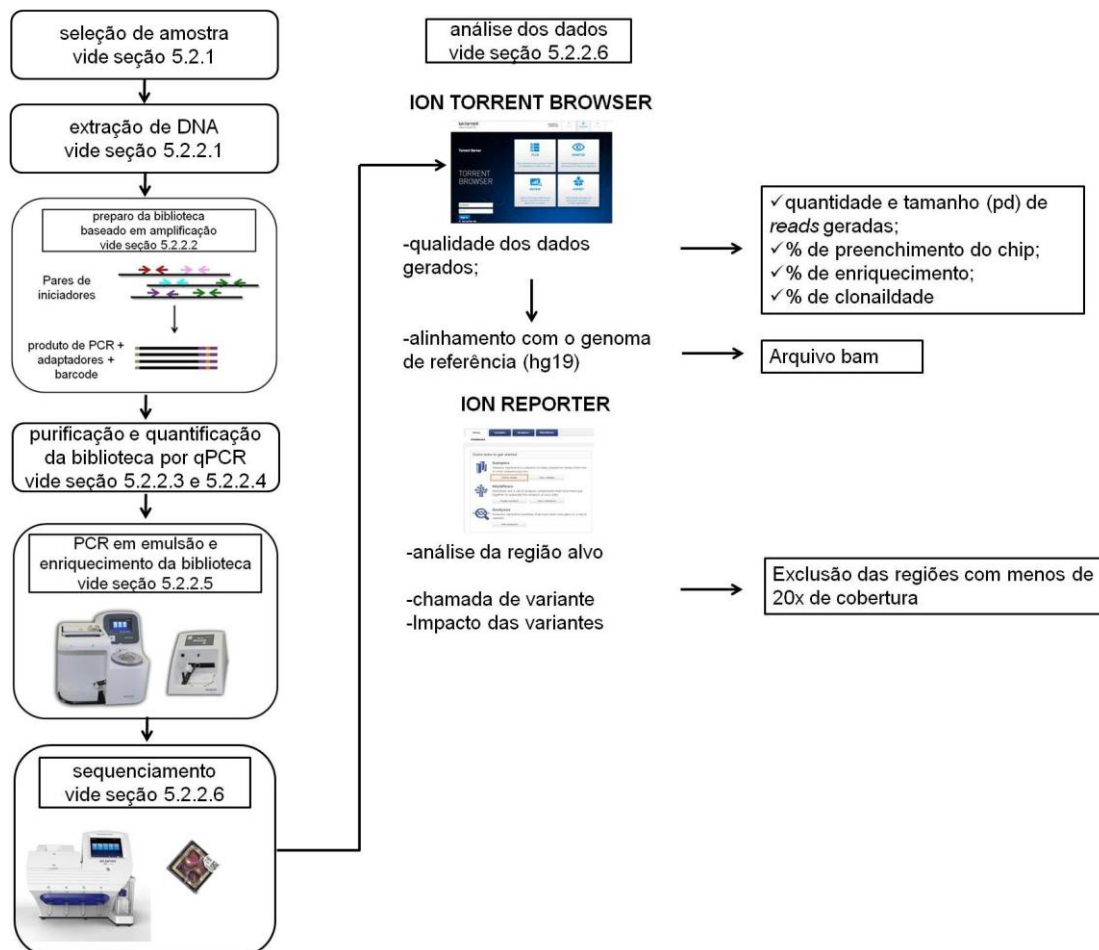 seleção de amostra
vide seção 5.2.1
extração de DNA
vide seção 5.2.2.1
preparo da biblioteca
baseado em amplificação
vide seção 5.2.2.2
Pares de
iniciadores
produto de PCR +
adaptadores +
barcode
purificação e quantificação
da biblioteca por qPCR
vide seção 5.2.2.3 e 5.2.2.4
PCR em emulsão e
enriquecimento da biblioteca
vide seção 5.2.2.5
sequenciamento
vide seção 5.2.2.6
análise dos dados
vide seção 5.2.2.6
ION TORRENT BROWSER
Torrent Server
TORRENT
BROWSER
-qualidade dos dados
gerados;
✓quantidade e tamanho (pd) de
reads geradas;
✓% de preenchimento do chip;
✓% de enriquecimento;
✓% de clonaildade
-alinhamento com o genoma
de referência (hg19)
Arquivo bam
ION REPORTER
Samples
Workflows
Analyses
-análise da região alvo
-chamada de variante
-Impacto das variantes
Exclusão das regiões com menos de
20x de cobertura